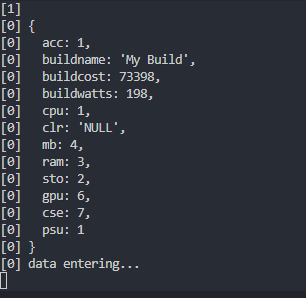 [1]
[0] {
[0]   acc: 1,
[0]   buildname: 'My Build',
[0]   buildcost: 73398,
[0]   buildwatts: 198,
[0]   cpu: 1,
[0]   clr: 'NULL',
[0]   mb: 4,
[0]   ram: 3,
[0]   sto: 2,
[0]   gpu: 6,
[0]   cse: 7,
[0]   psu: 1
[0] }
[0] data entering...